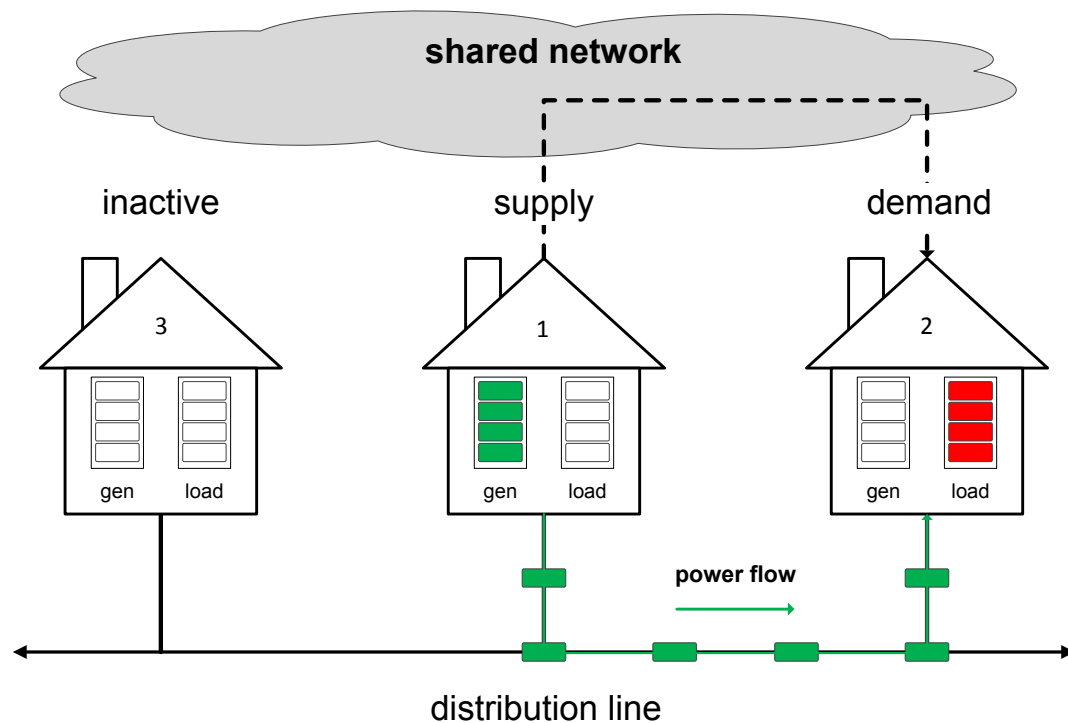 shared network
inactive
supply
demand
3
1
2
gen
load
gen
load
gen
load
power flow
distribution line